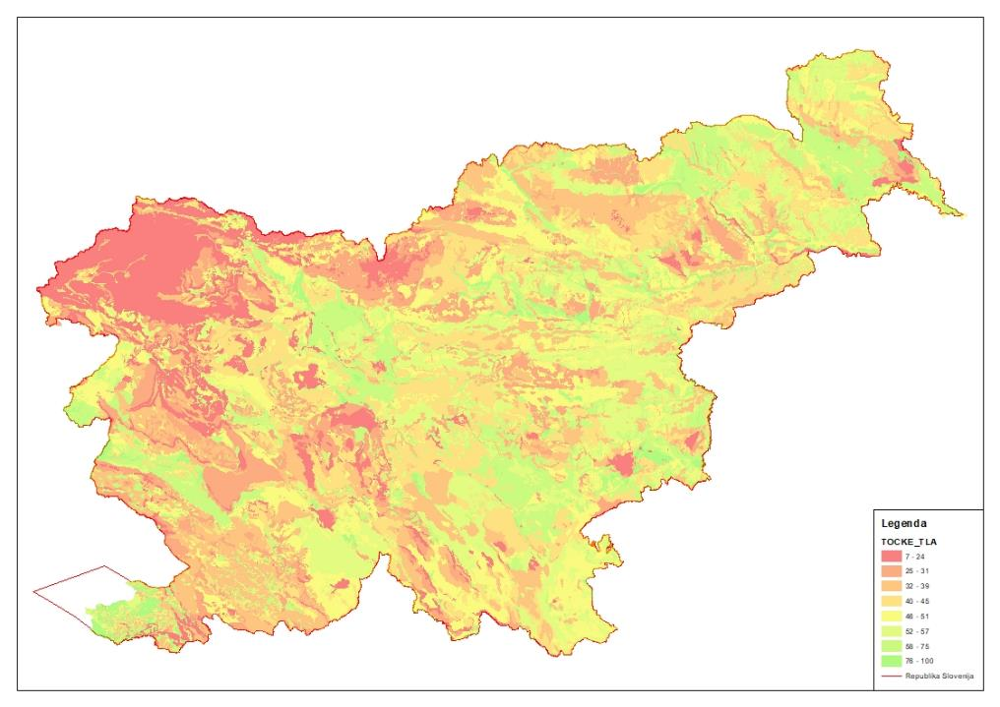 Legenda
TOCKE_TLA
7 - 24
25 - 31
32 - 39
40 - 45
46 - 51
52 - 57
58 - 75
76 - 100
Republika Slovenija